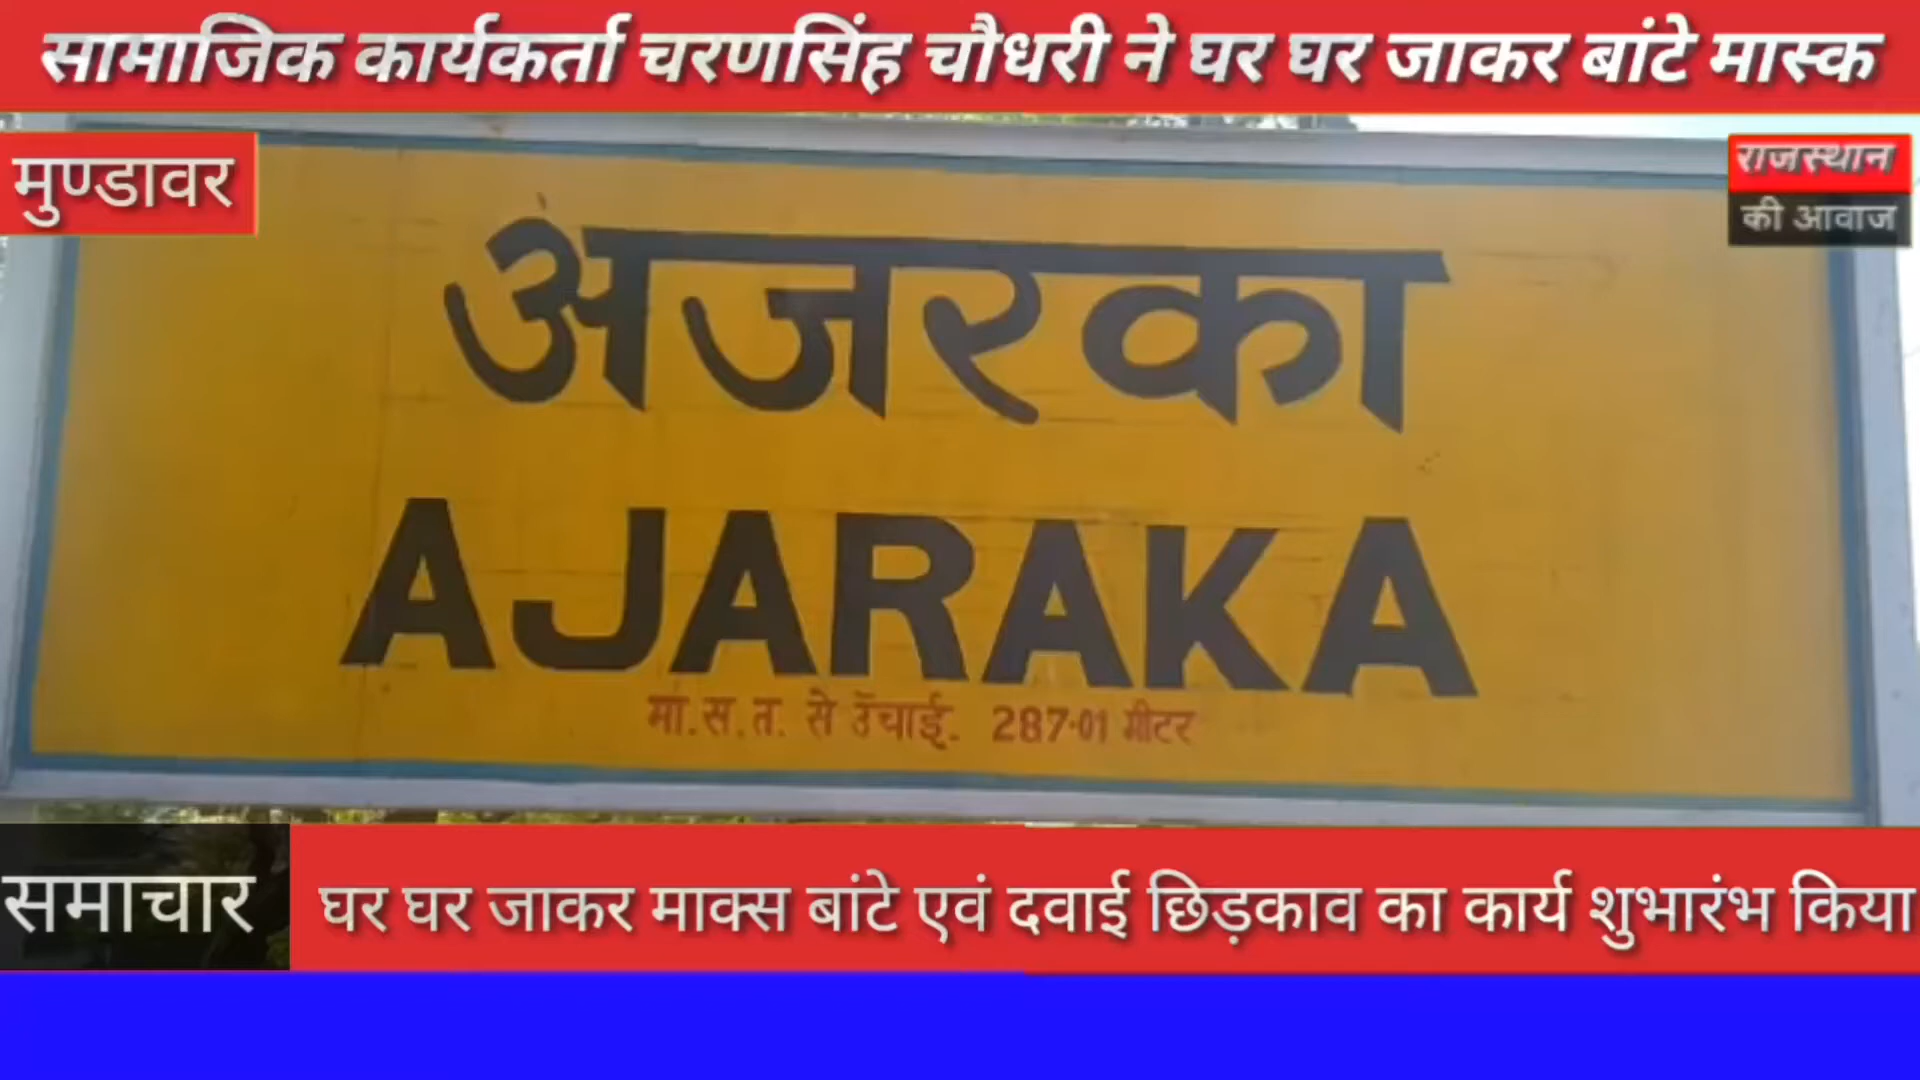 सामाजिक कार्यकर्ता चरणसिंह चौधरी ने घर घर जाकर बांटे मास्क
मुण्डावर
राजस्थान
की आवाज
अजरका
AJARAKA
मा.स.त. से उँचाई. 287·01 मीटर
समाचार
घर घर जाकर माक्स बांटे एवं दवाई छिड़काव का कार्य शुभारंभ किया